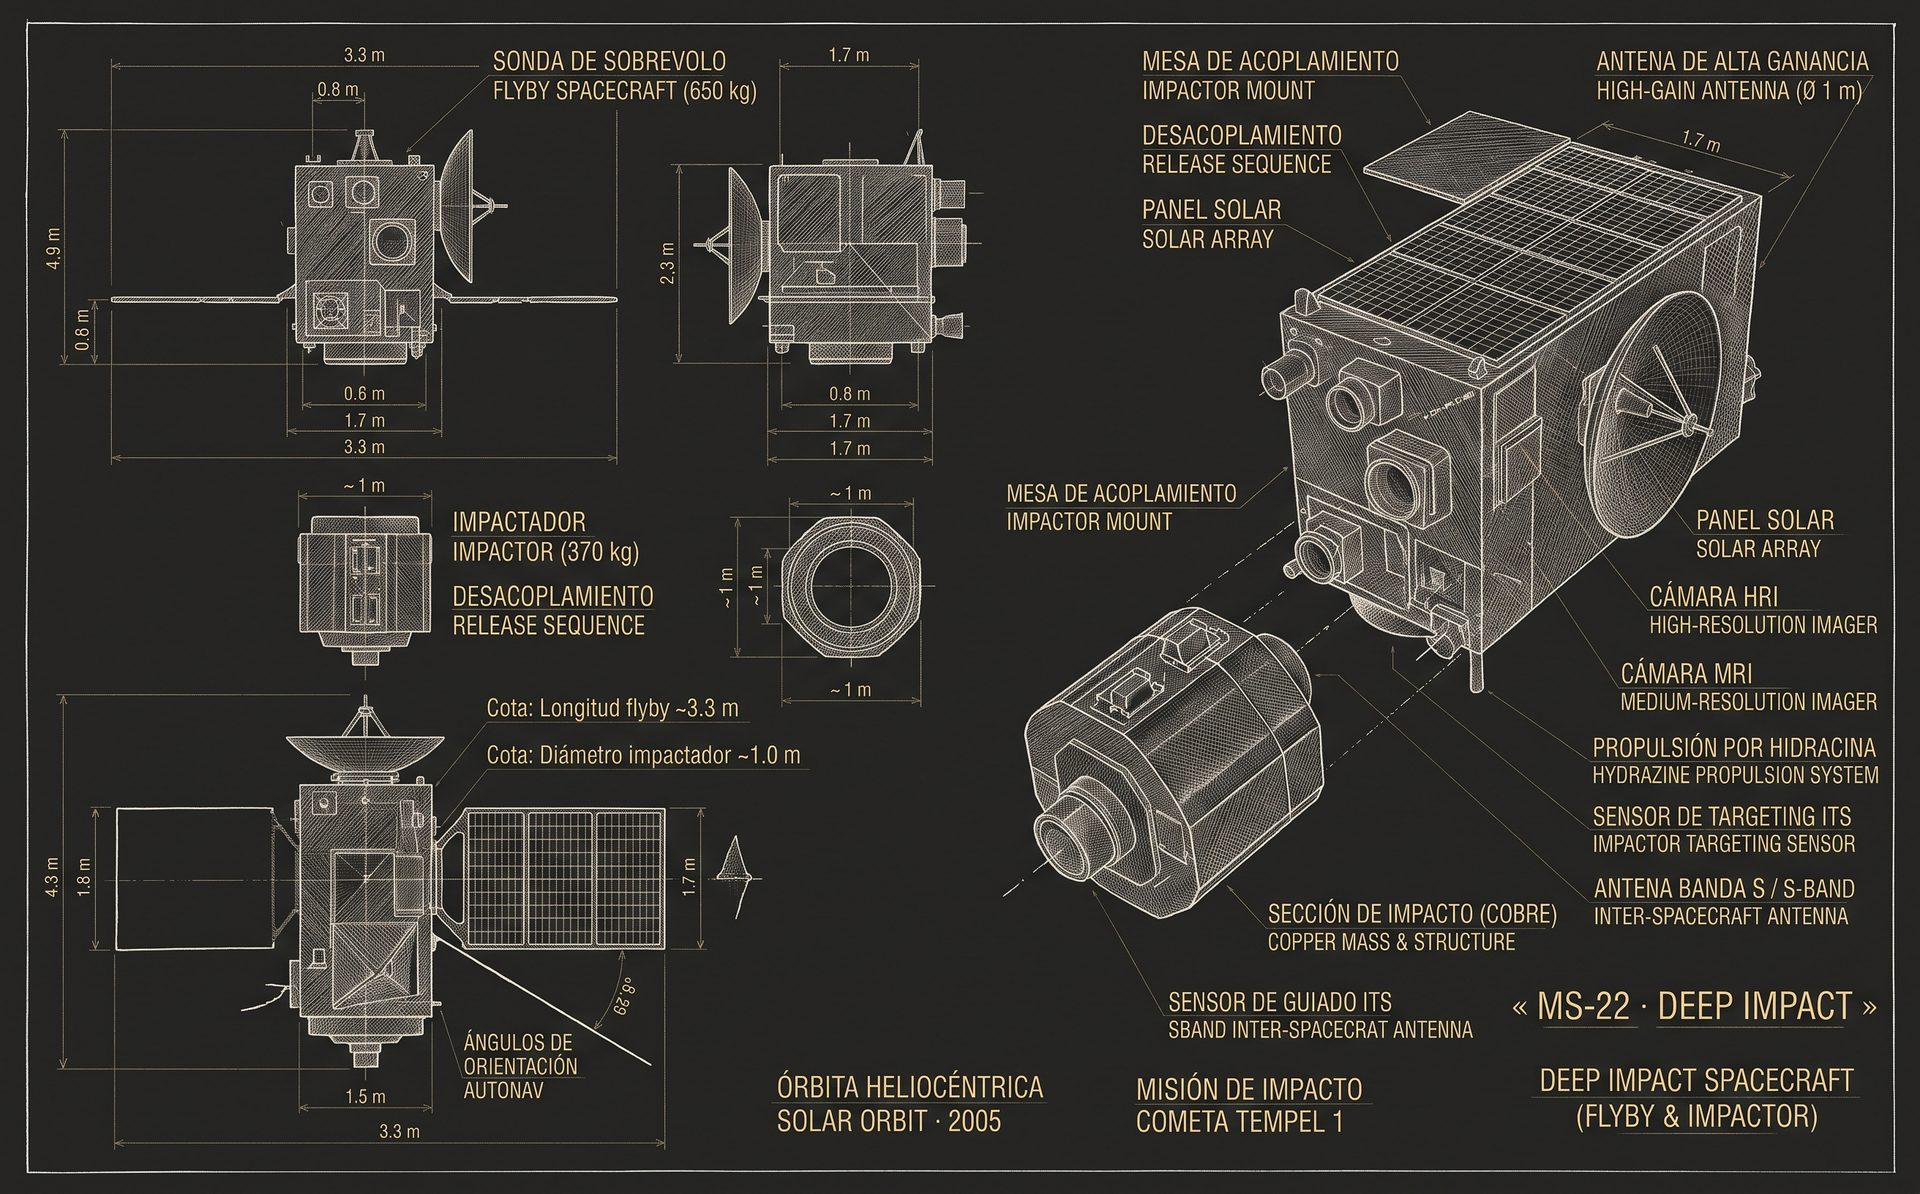 3.3 m
0.8 m
SONDA DE SOBREVOLO
FLYBY SPACECRAFT (650 kg)
4.9 m
0.8 m
0.6 m
1.7 m
3.3 m
1.7 m
2.3 m
0.8 m
1.7 m
1.7 m
MESA DE ACOPLAMIENTO
IMPACTOR MOUNT
DESACOPLAMIENTO
RELEASE SEQUENCE
PANEL SOLAR
SOLAR ARRAY
ANTENA DE ALTA GANANCIA
HIGH-GAIN ANTENNA (Ø 1 m)
1.7 m
~ 1 m
IMPACTADOR
IMPACTOR (370 kg)
DESACOPLAMIENTO
RELEASE SEQUENCE
~ 1 m
~ 1 m
~ 1 m
~ 1 m
MESA DE ACOPLAMIENTO
IMPACTOR MOUNT
PANEL SOLAR
SOLAR ARRAY
CÁMARA HRI
HIGH-RESOLUTION IMAGER
CÁMARA MRI
MEDIUM-RESOLUTION IMAGER
PROPULSIÓN POR HIDRACINA
HYDRAZINE PROPULSION SYSTEM
SENSOR DE TARGETING ITS
IMPACTOR TARGETING SENSOR
ANTENA BANDA S / S-BAND
INTER-SPACECRAFT ANTENNA
Cota: Longitud flyby ~3.3 m
Cota: Diámetro impactador ~1.0 m
4.3 m
1.8 m
1.7 m
ÁNGULOS DE
ORIENTACIÓN
AUTONAV
1.5 m
3.3 m
SECCIÓN DE IMPACTO (COBRE)
COPPER MASS & STRUCTURE
SENSOR DE GUIADO ITS
SBAND INTER-SPACECRAT ANTENNA
ÓRBITA HELIOCÉNTRICA
SOLAR ORBIT · 2005
MISIÓN DE IMPACTO
COMETA TEMPEL 1
« MS-22 · DEEP IMPACT »
DEEP IMPACT SPACECRAFT
(FLYBY & IMPACTOR)